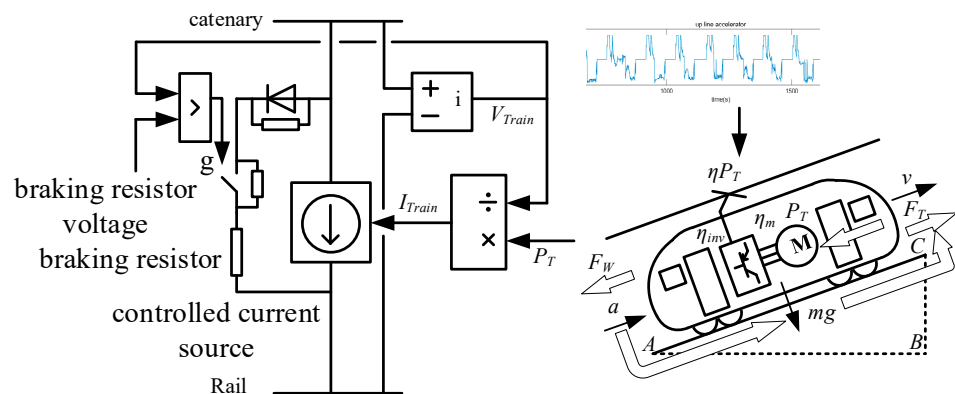 catenary
up line accelerator
1000
1500
time(s)
>
+
−
i
V_Train
g
braking resistor
voltage
braking resistor
I_Train
÷
×
P_T
controlled current
source
Rail
ηP_T
v
F_T
η_m
P_T
η_inv
M
C
F_W
a
mg
A
B